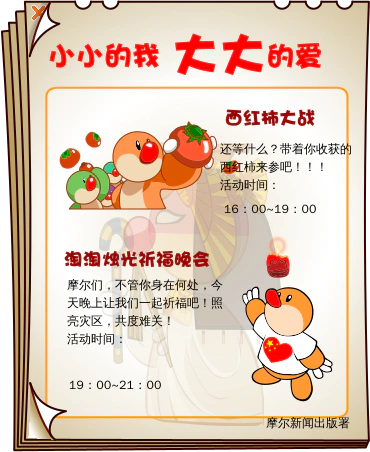 小小的我 大大的爱
西红柿大战
还等什么？带着你收获的
西红柿来参吧！！！
活动时间：
16：00~19：00
淘淘烛光祈福晚会
摩尔们，不管你身在何处，今
天晚上让我们一起祈福吧！照
亮灾区，共度难关！
活动时间：
19：00~21：00
摩尔新闻出版署